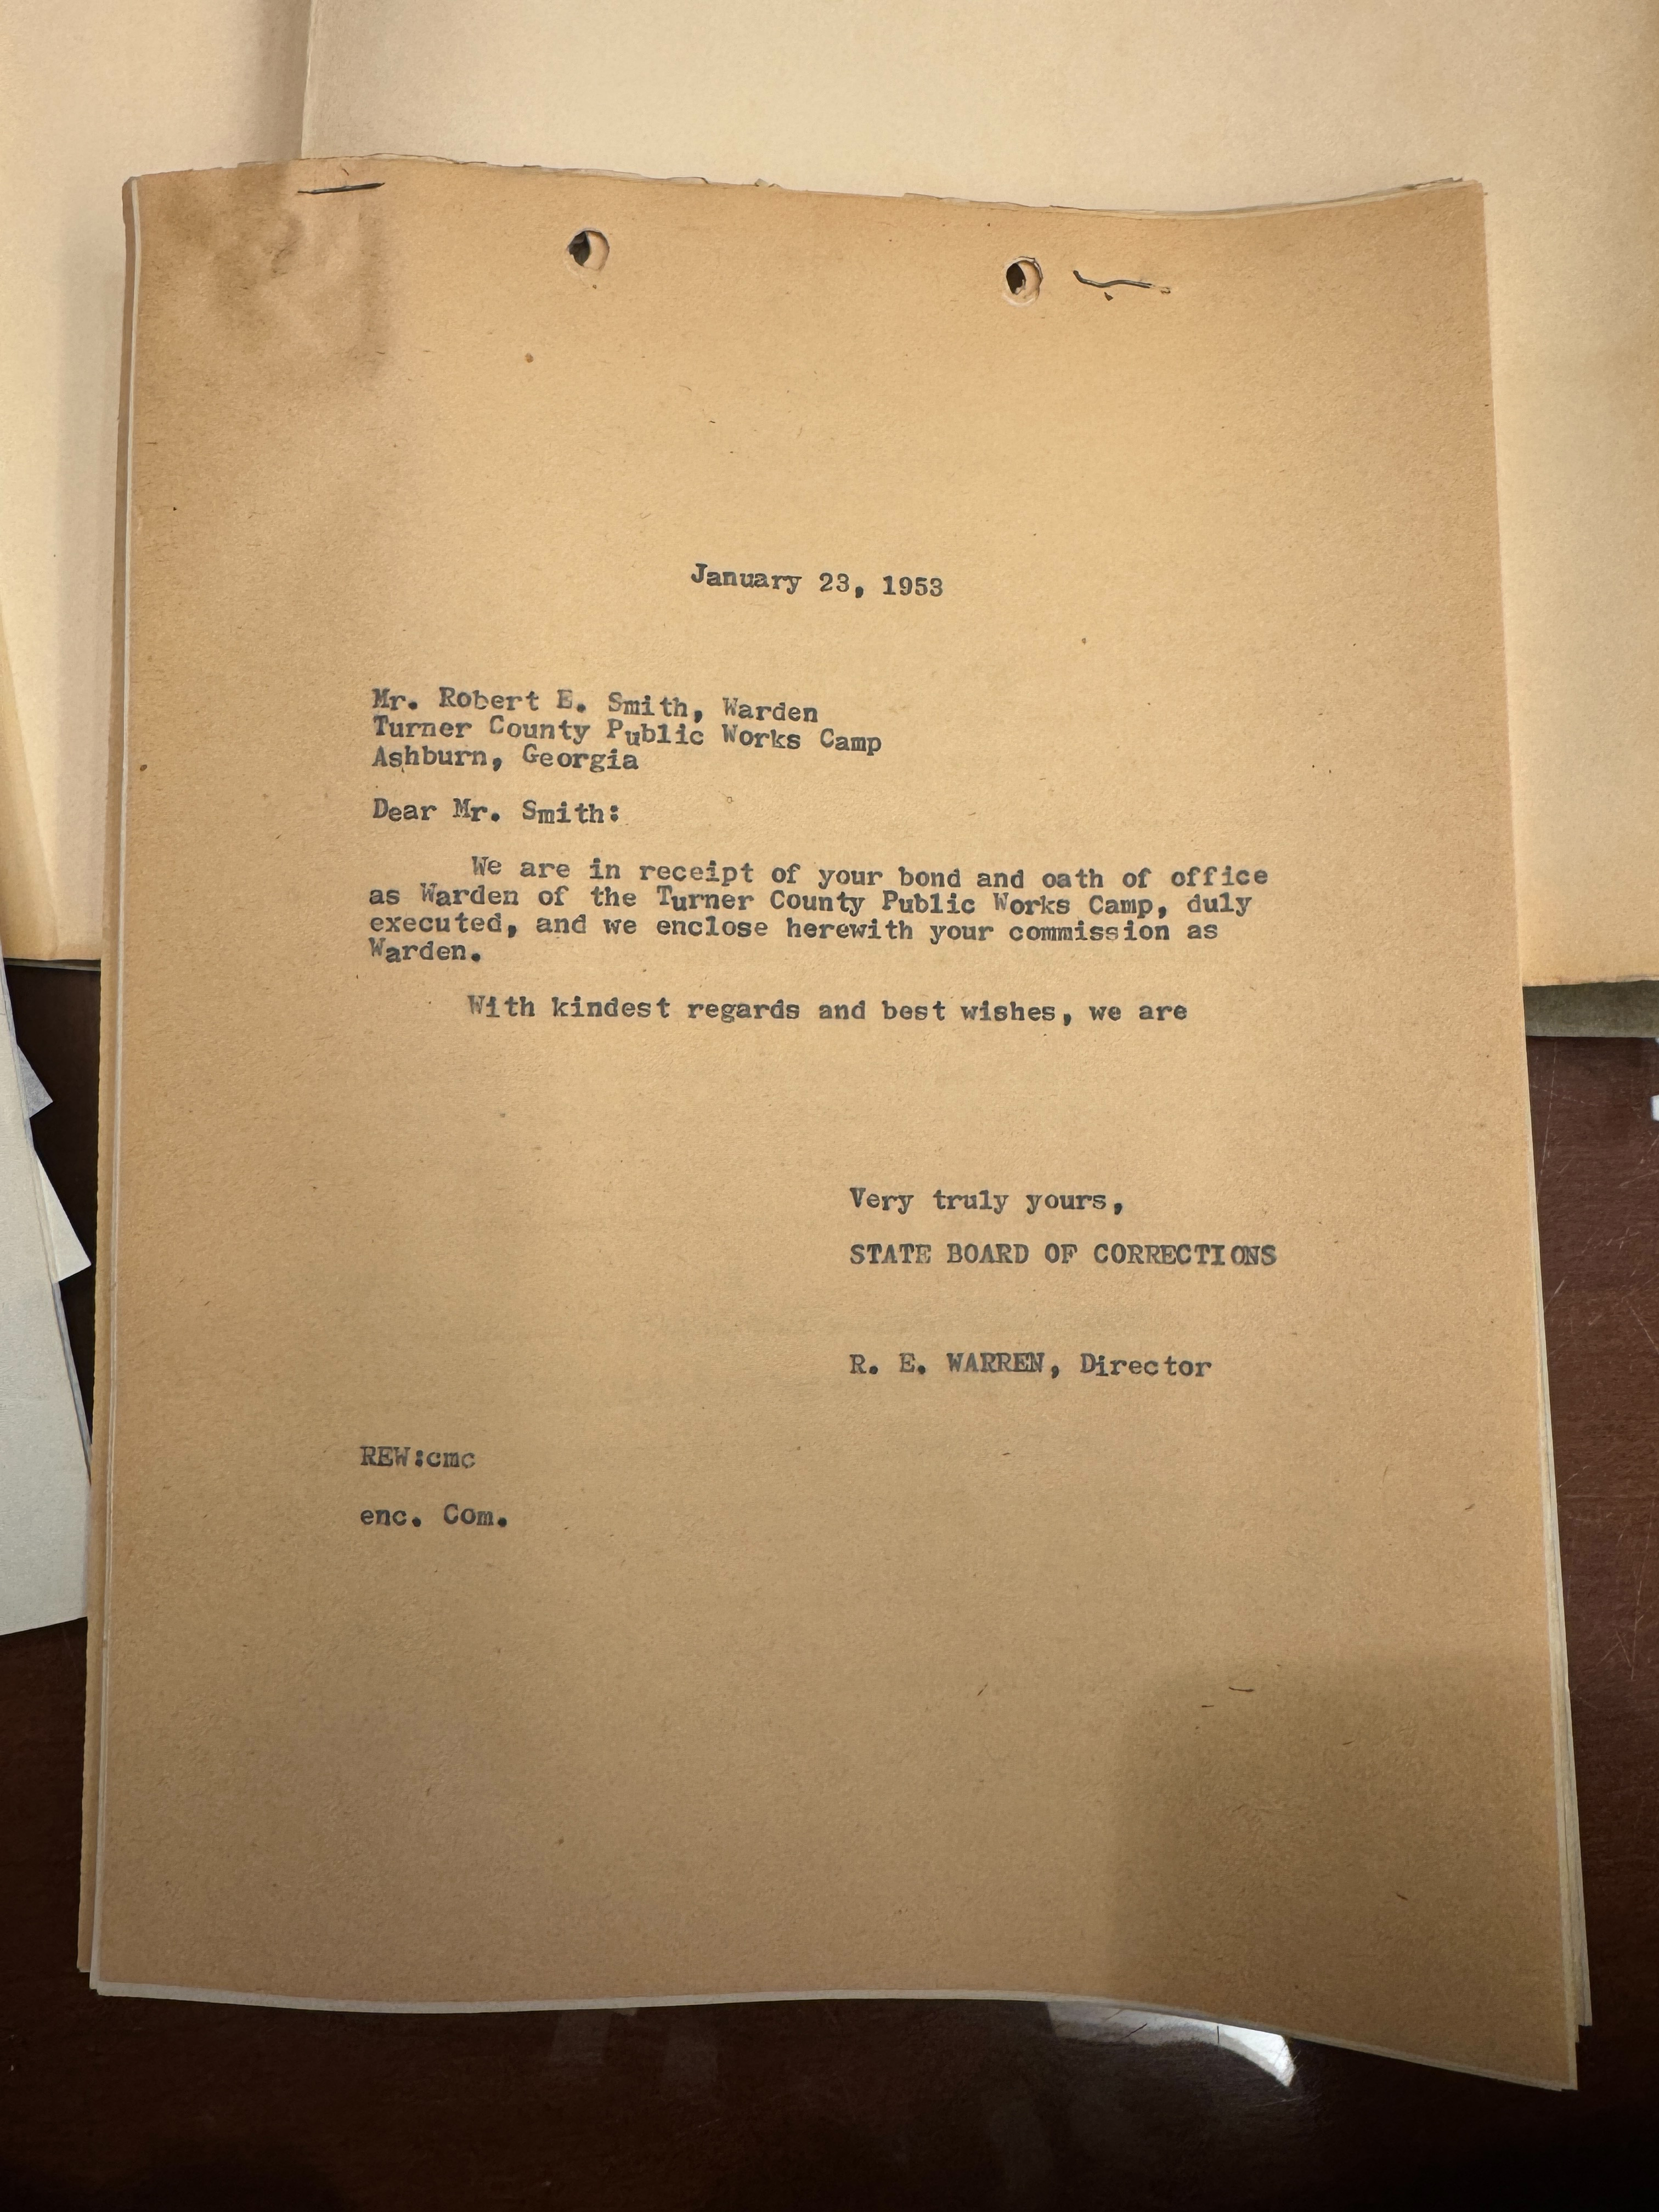 January 23, 1953
Mr. Robert E. Smith, Warden
Turner County Public Works Camp
Ashburn, Georgia
Dear Mr. Smith:
We are in receipt of your bond and oath of office
as Warden of the Turner County Public Works Camp, duly
executed, and we enclose herewith your commission as
Warden.
With kindest regards and best wishes, we are
Very truly yours,
STATE BOARD OF CORRECTIONS
R. E. WARREN, Director
REW:cmc
enc. Com.